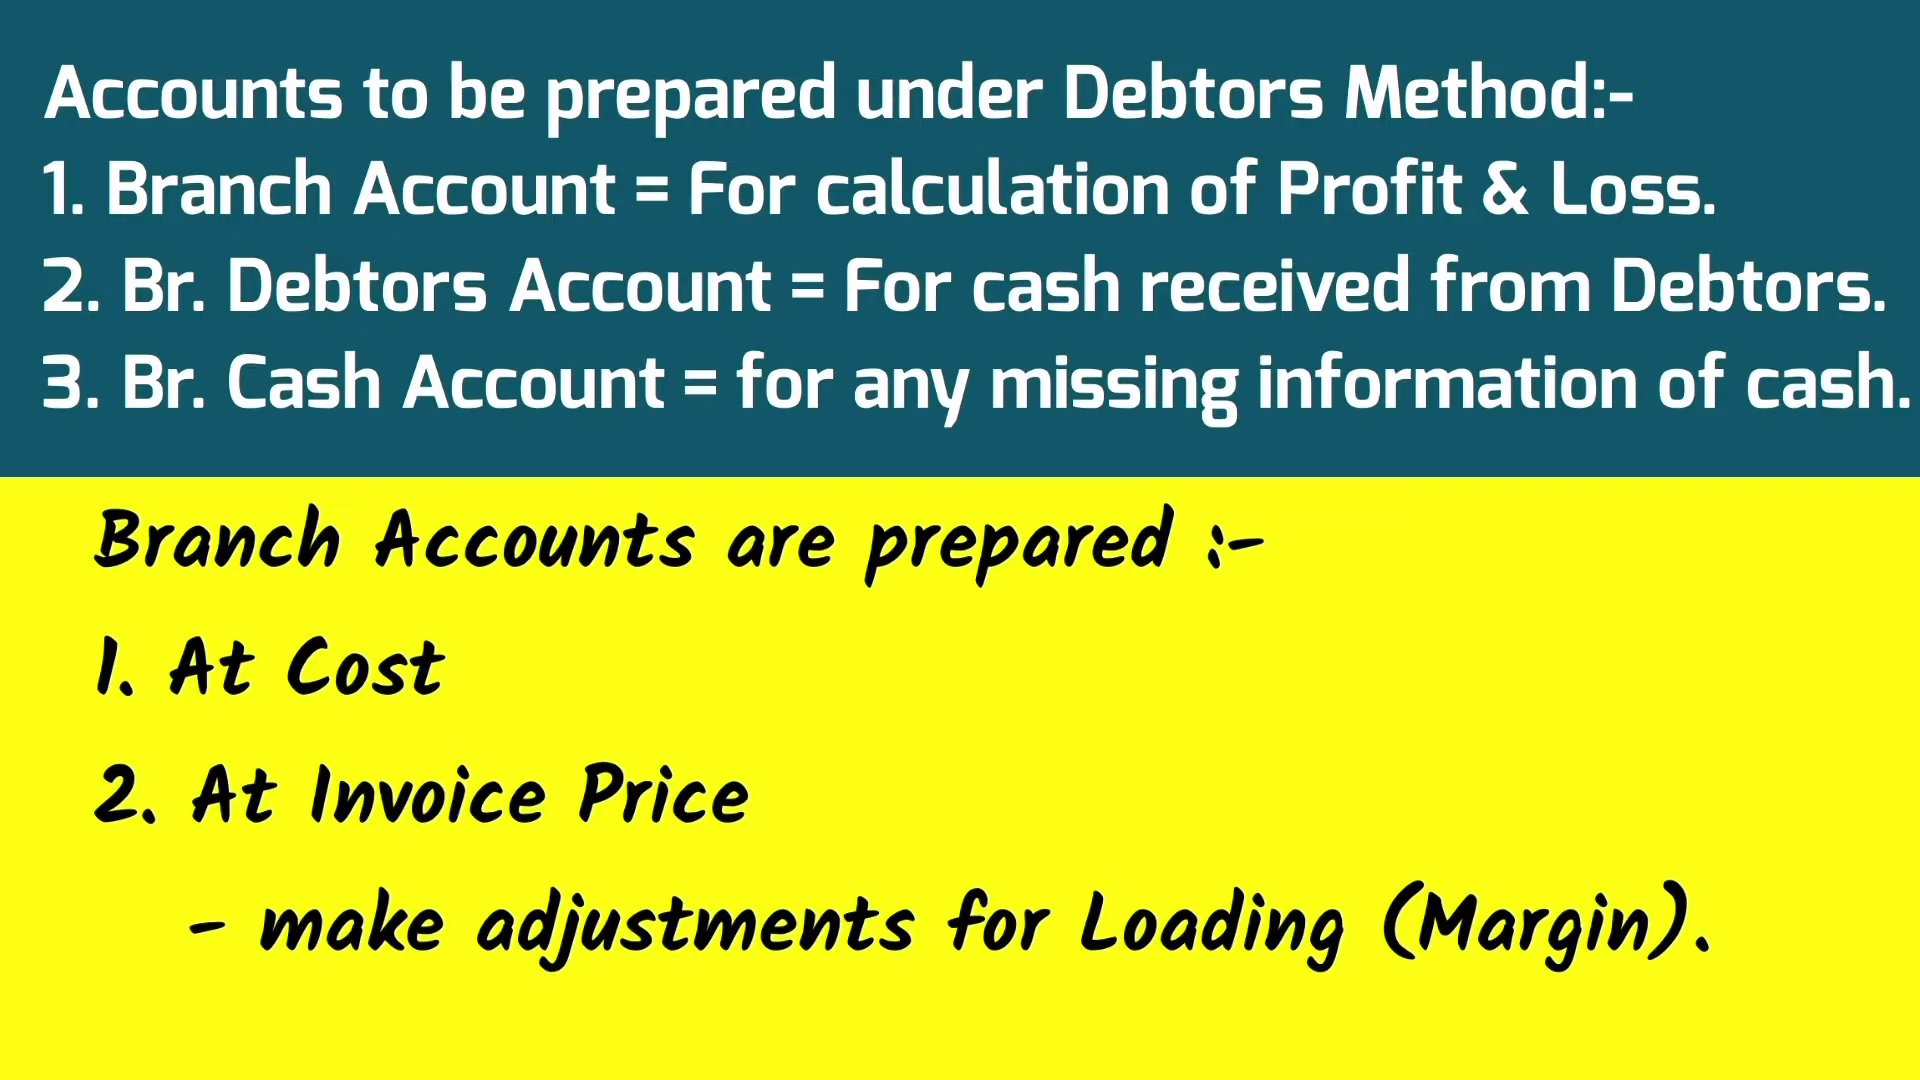 Accounts to be prepared under Debtors Method:-
1. Branch Account = For calculation of Profit & Loss.
2. Br. Debtors Account = For cash received from Debtors.
3. Br. Cash Account = for any missing information of cash.
Branch Accounts are prepared :-
1. At Cost
2. At Invoice Price
- make adjustments for Loading (Margin).